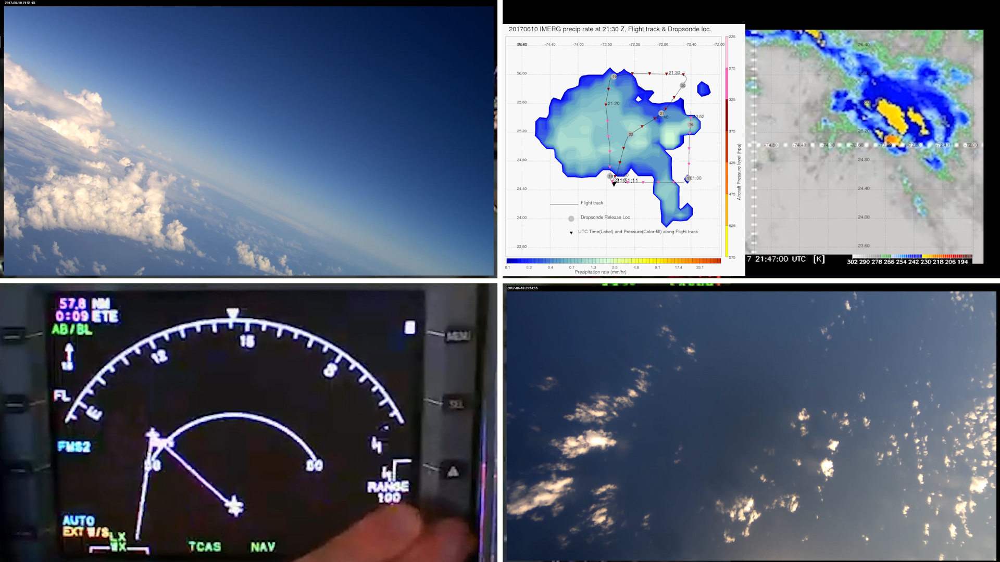 2017-06-10 21:51:15
20170610 IMERG precip rate at 21:30 Z, Flight track & Dropsonde loc.
-74.40 -74.00 -73.60 -73.20 -72.80 -72.40 -72.00
26.00
25.60
25.20
24.80
24.40
24.00
23.60
19
21:30
20
21:20
21
21:40
20:52
16
22
18
21:51:11
21:00
Flight track
Dropsonde Release Loc
UTC Time(Label) and Pressure(Color-fill) along Flight track
0.1 0.2 0.4 0.7 1.3 2.5 4.8 9.1 17.4 33.1
Precipitation rate (mm/hr)
225
275
325
375
425
475
525
575
Aircraft Pressure level (hpa)
26.40
25.20
-74.80 -74.00 -73.60 -72.80 -72.40 -72.00
24.80
24.40
24.00
23.60
7 21:47:00 UTC [K]
302 290 278 266 254 242 230 218 206 194
57.8 NM
0:09 ETE
AB/BL
FL
FMS2
12 15 S
E
50
RANGE
100
AUTO
EXT W/S
LX
WX
TCAS NAV
MENU
SEL
2017-06-10 21:51:15